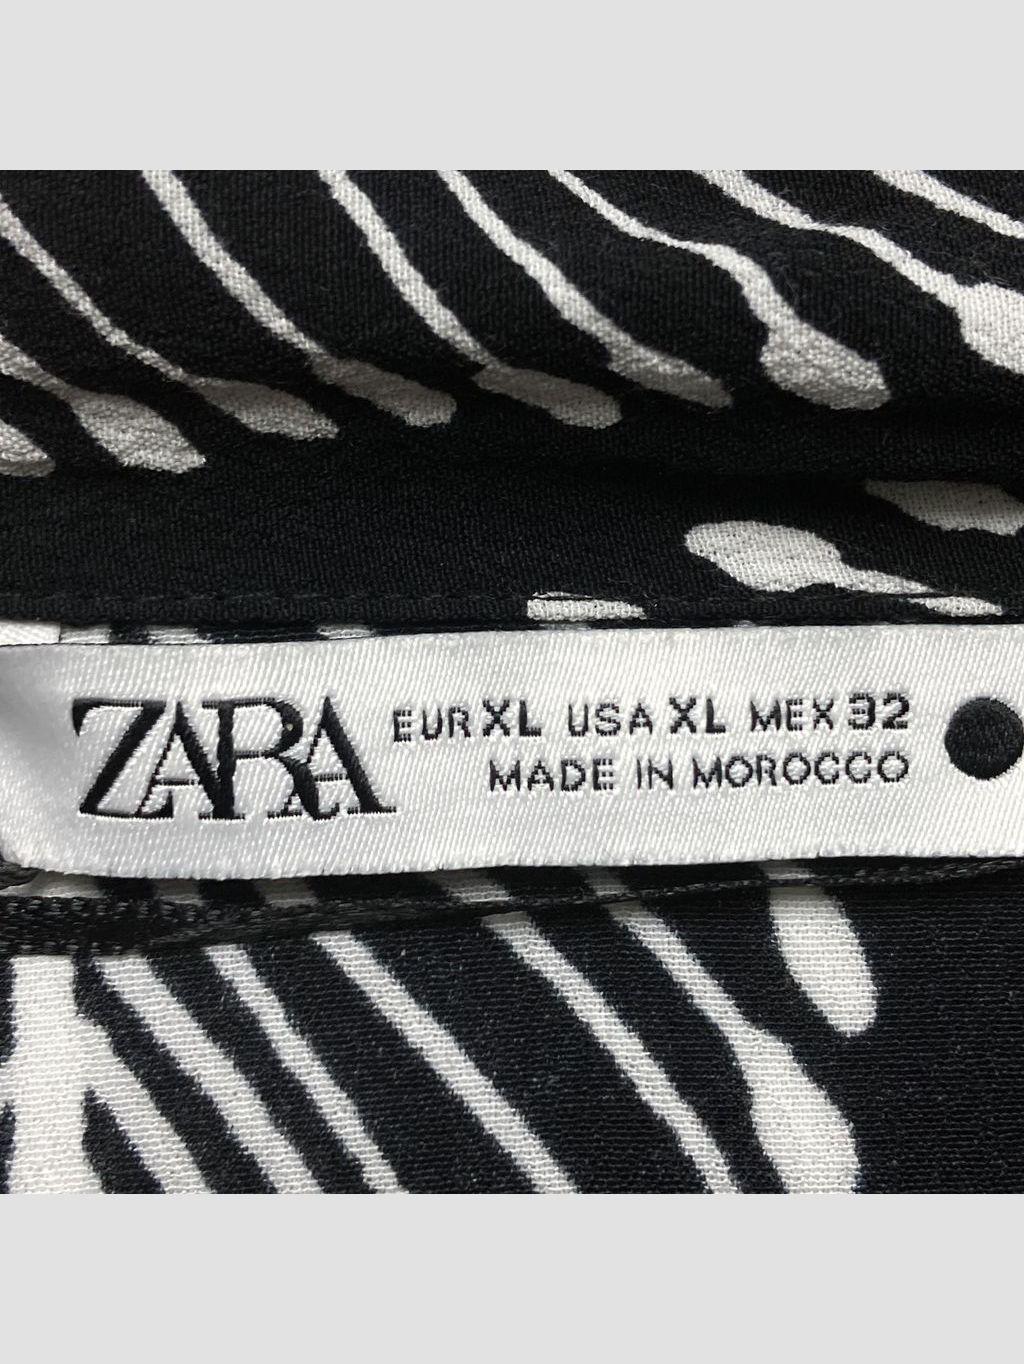 ZARA
EUR XL USA XL MEX 32
MADE IN MOROCCO